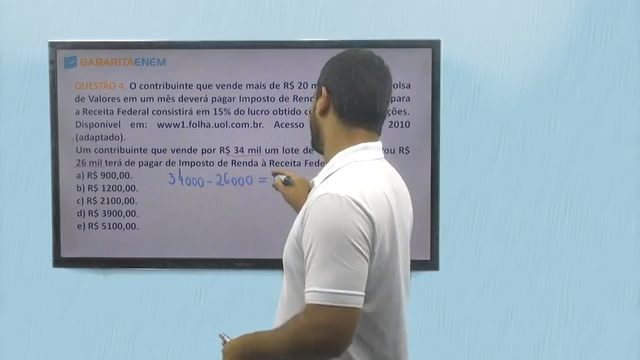 GABARITAENEM
QUESTÃO 4. O contribuinte que vende mais de R$ 20 m olsa
de Valores em um mês deverá pagar Imposto de Ren para
a Receita Federal consistirá em 15% do lucro obtido ções.
Disponível em: www1.folha.uol.com.br. Acesso 2010
(adaptado).
Um contribuinte que vende por R$ 34 mil um lote de ou R$
26 mil terá de pagar de Imposto de Renda à Receita Fede
a) R$ 900,00.
b) R$ 1200,00.
c) R$ 2100,00.
d) R$ 3900,00.
e) R$ 5100,00.
34000 - 26000 =